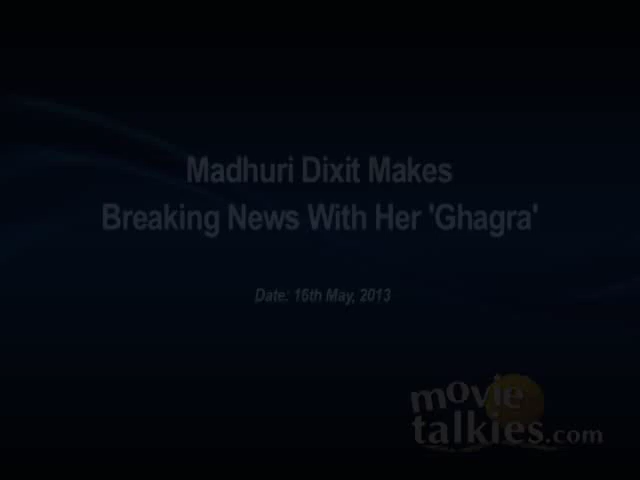 Madhuri Dixit Makes
Breaking News With Her 'Ghagra'
Date: 16th May, 2013
movie
talkies.com